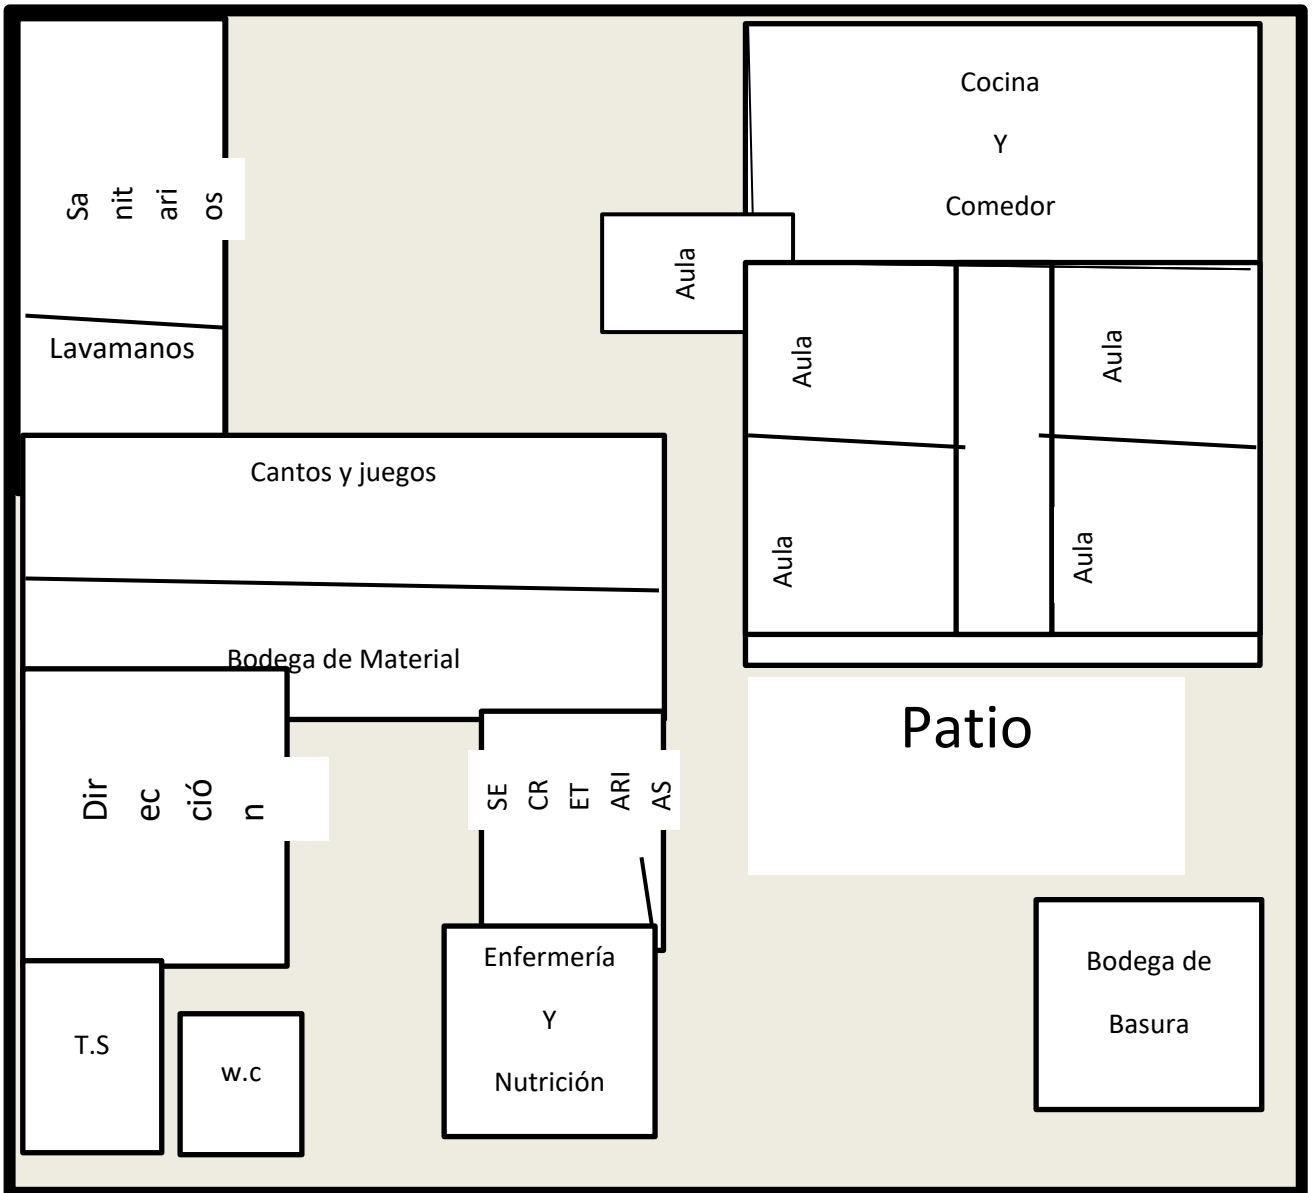 Sa
nit
ari
os
Lavamanos
Cocina
Y
Comedor
Aula
Aula
Aula
Aula
Aula
Cantos y juegos
Bodega de Material
Dir
ec
ció
n
SE
CR
ET
ARI
AS
Patio
T.S
w.c
Enfermería
Y
Nutrición
Bodega de
Basura